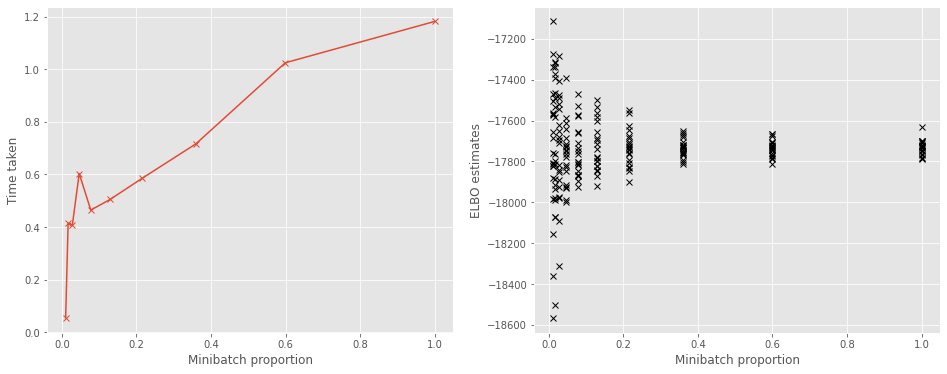 Time taken
1.2
1.0
0.8
0.6
0.4
0.2
0.0
0.0 0.2 0.4 0.6 0.8 1.0
Minibatch proportion
ELBO estimates
−17200
−17400
−17600
−17800
−18000
−18200
−18400
−18600
0.0 0.2 0.4 0.6 0.8 1.0
Minibatch proportion